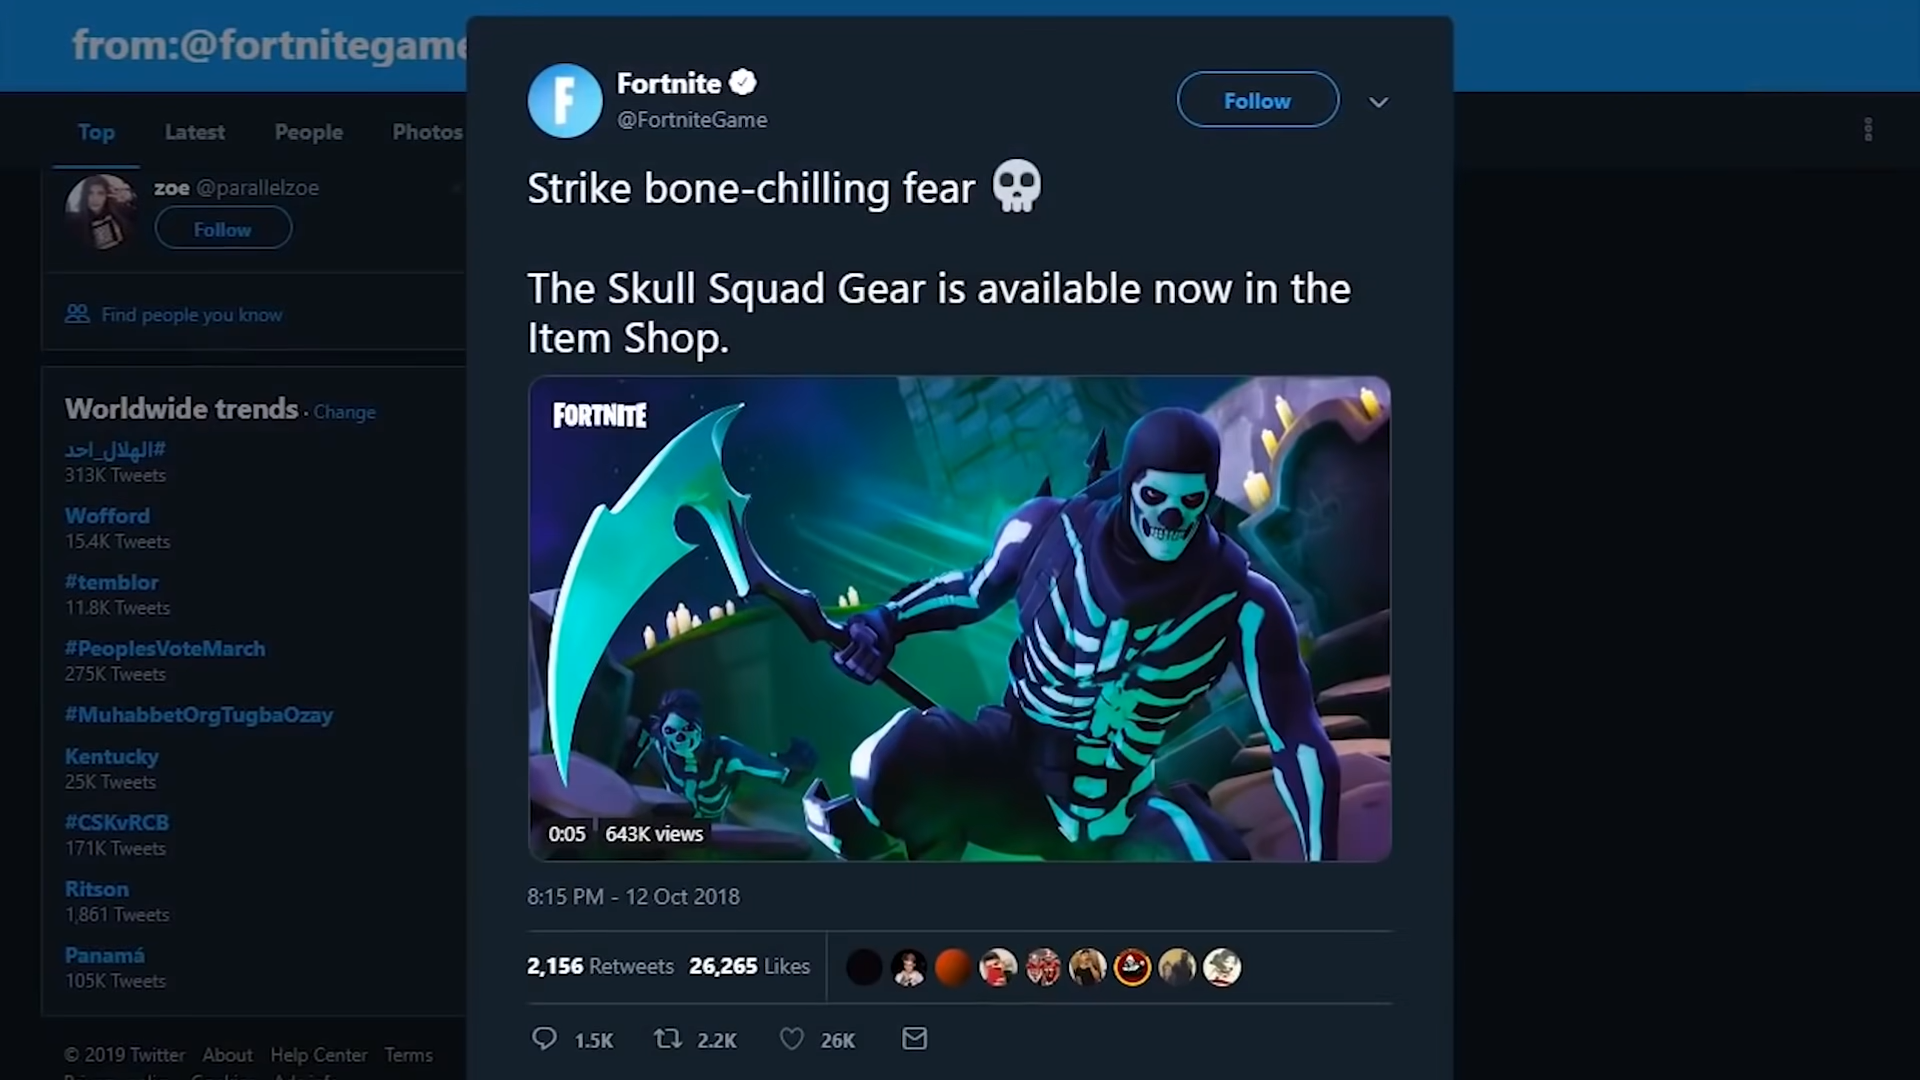 from:@fortnitegame
Top Latest People Photos
zoe @parallelzoe
Follow
Find people you know
Worldwide trends · Change
#الهلال_احد
313K Tweets
Wofford
15.4K Tweets
#temblor
11.8K Tweets
#PeoplesVoteMarch
275K Tweets
#MuhabbetOrgTugbaOzay
Kentucky
25K Tweets
#CSKvRCB
171K Tweets
Ritson
1,861 Tweets
Panamá
105K Tweets
© 2019 Twitter About Help Center Terms
Fortnite
@FortniteGame
Follow
Strike bone-chilling fear 💀
The Skull Squad Gear is available now in the
Item Shop.
FORTNITE
0:05 643K views
8:15 PM - 12 Oct 2018
2,156 Retweets 26,265 Likes
1.5K 2.2K 26K